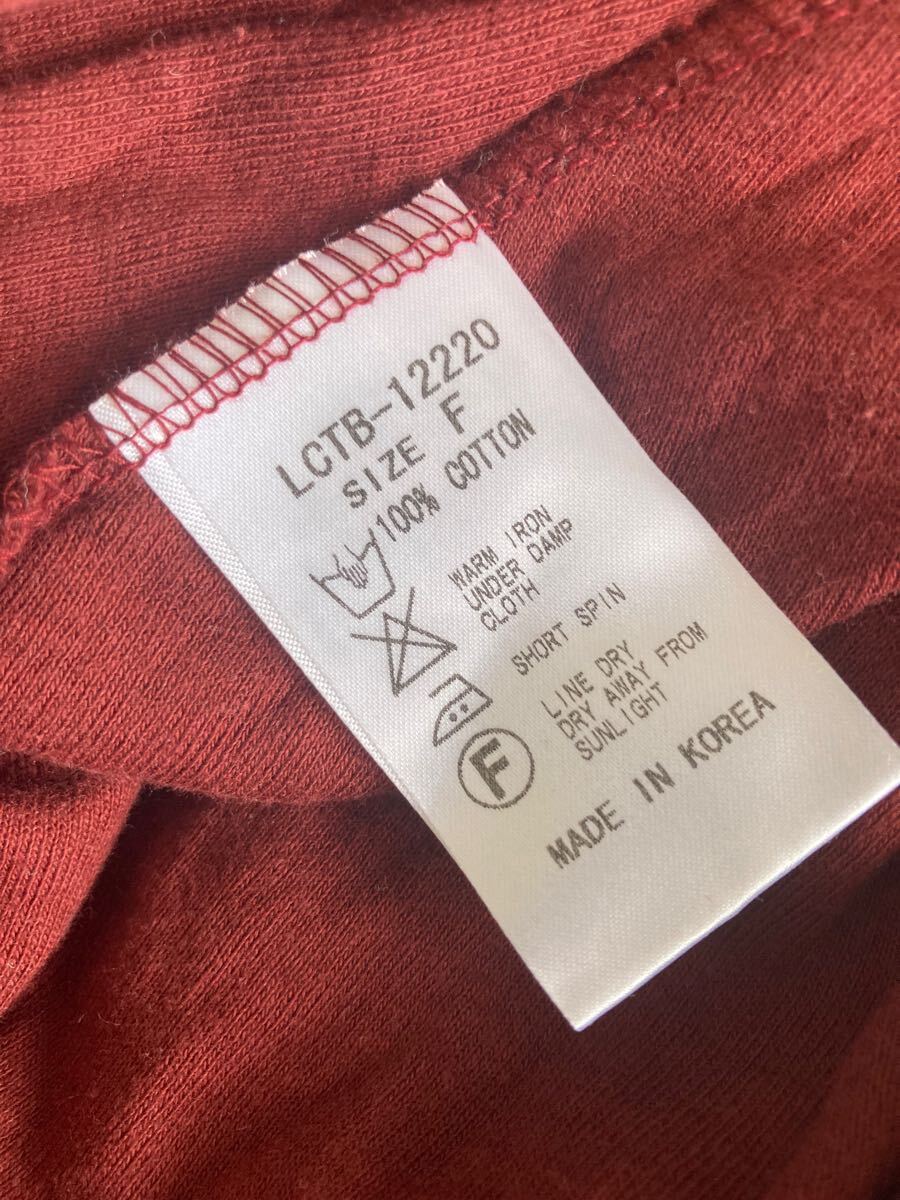 LCTB-12220
SIZE F
100% COTTON
WARM IRON
UNDER DAMP
CLOTH
SHORT SPIN
LINE DRY
DRY AWAY FROM
SUNLIGHT
F
MADE IN KOREA